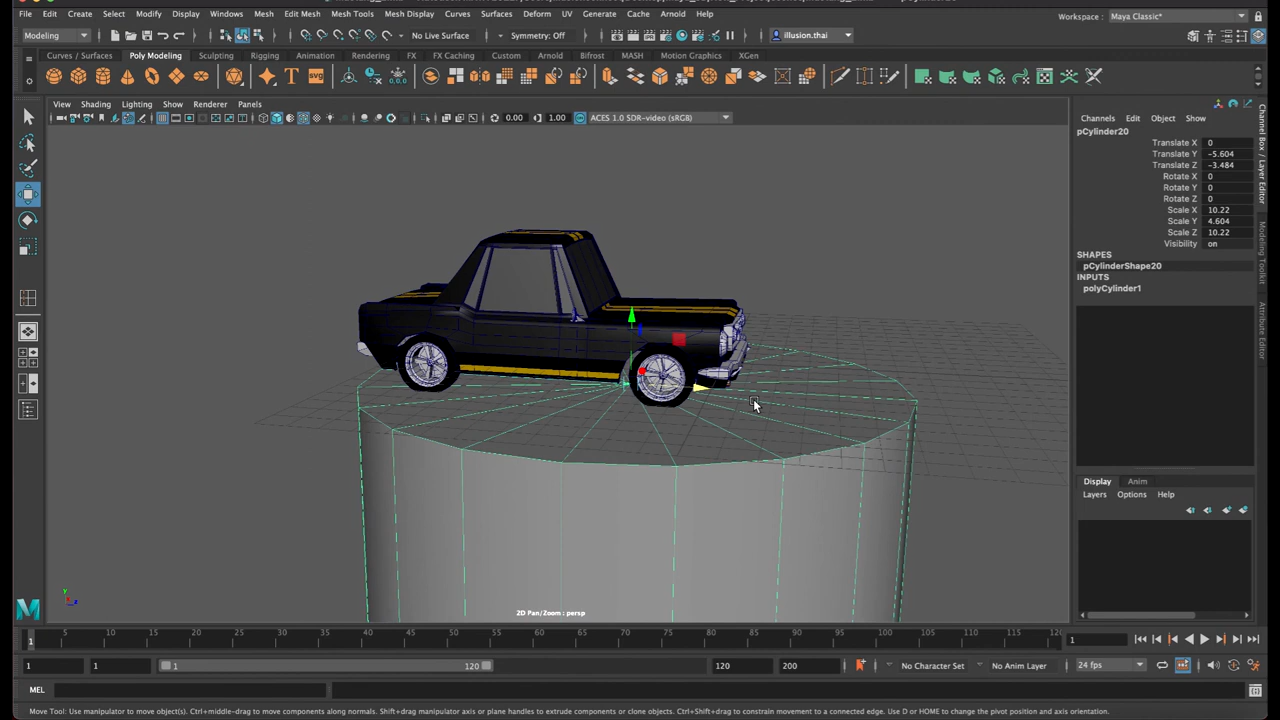 File Edit Create Select Modify Display Windows Mesh Edit Mesh Mesh Tools Mesh Display Curves Surfaces Deform UV Generate Cache Arnold Help
Workspace : Maya Classic*
Modeling No Live Surface Symmetry: Off illusion.thai
Curves / Surfaces Poly Modeling Sculpting Rigging Animation FX FX Caching Custom Arnold Bifrost MASH Motion Graphics XGen
View Shading Lighting Show Renderer Panels
0.00 1.00 ACES 1.0 SDR-video (sRGB)
Channels Edit Object Show
pCylinder20
Translate X 0
Translate Y -5.604
Translate Z -3.484
Rotate X 0
Rotate Y 0
Rotate Z 0
Scale X 10.22
Scale Y 4.604
Scale Z 10.22
Visibility on
SHAPES
pCylinderShape20
INPUTS
polyCylinder1
Channel Box / Layer Editor
Modeling Toolkit
Attribute Editor
Display Anim
Layers Options Help
2D Pan/Zoom : persp
1 5 10 15 20 25 30 35 40 45 50 55 60 65 70 75 80 85 90 95 100 105 110 115 12 1
1 1 1 120 120 200 No Character Set No Anim Layer 24 fps
MEL
Move Tool: Use manipulator to move object(s). Ctrl+middle-drag to move components along normals. Shift+drag manipulator axis or plane handles to extrude components or clone objects. Ctrl+Shift+drag to constrain movement to a connected edge. Use D or HOME to change the pivot position and axis orientation.